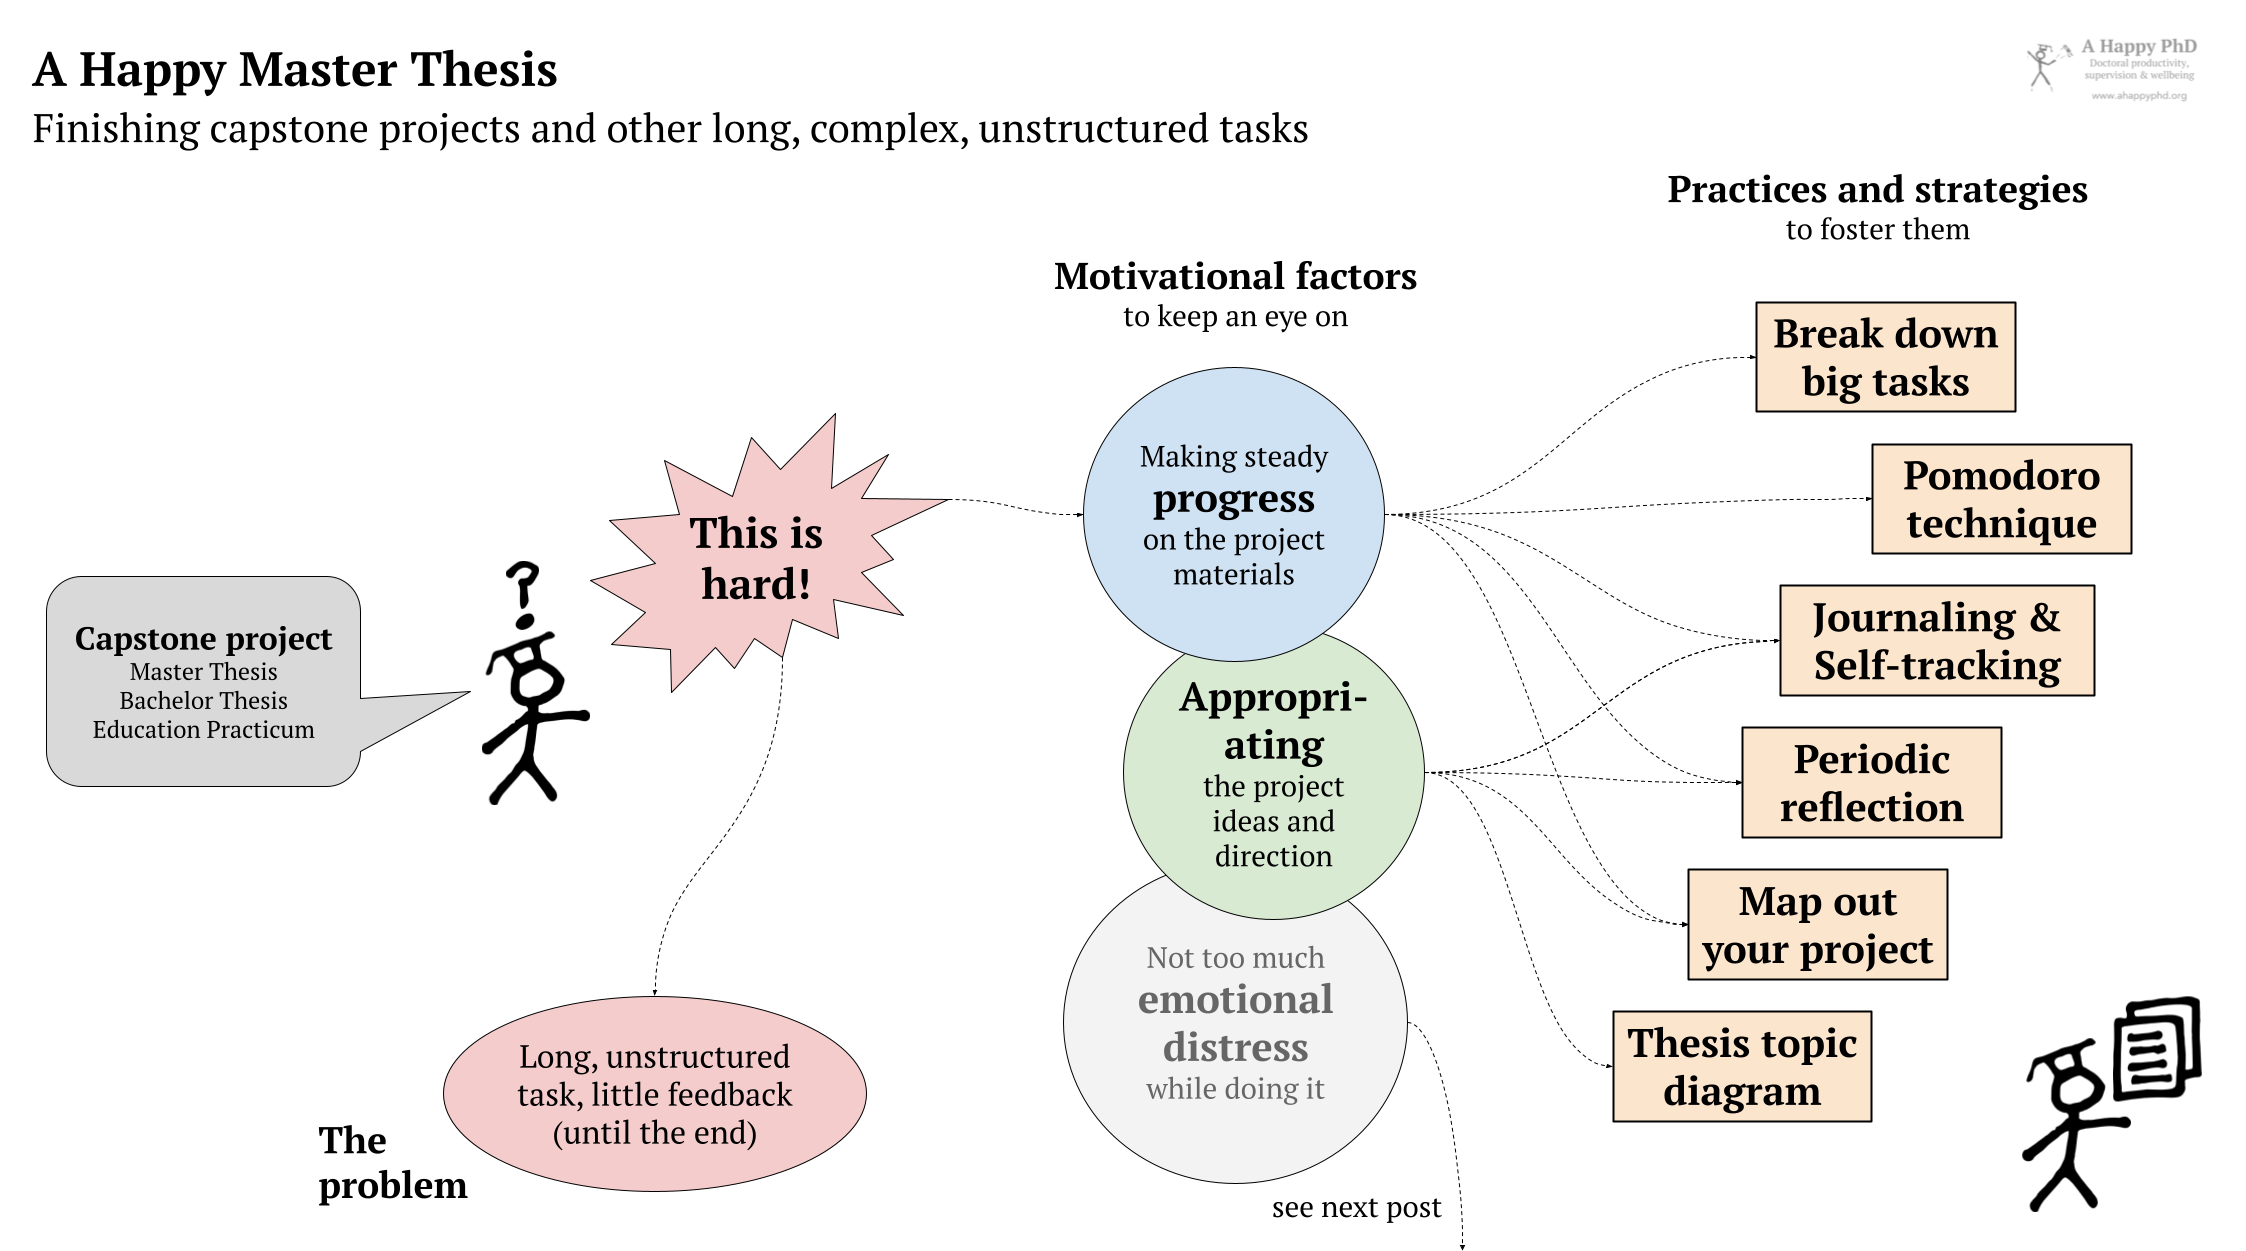 A Happy Master Thesis
Finishing capstone projects and other long, complex, unstructured tasks
A Happy PhD
Doctoral productivity,
supervision & wellbeing
www.ahappyphd.org
Capstone project
Master Thesis
Bachelor Thesis
Education Practicum
?
This is
hard!
The
problem
Long, unstructured
task, little feedback
(until the end)
Motivational factors
to keep an eye on
Making steady
progress
on the project
materials
Appropri-
ating
the project
ideas and
direction
Not too much
emotional
distress
while doing it
see next post
Practices and strategies
to foster them
Break down
big tasks
Pomodoro
technique
Journaling &
Self-tracking
Periodic
reflection
Map out
your project
Thesis topic
diagram